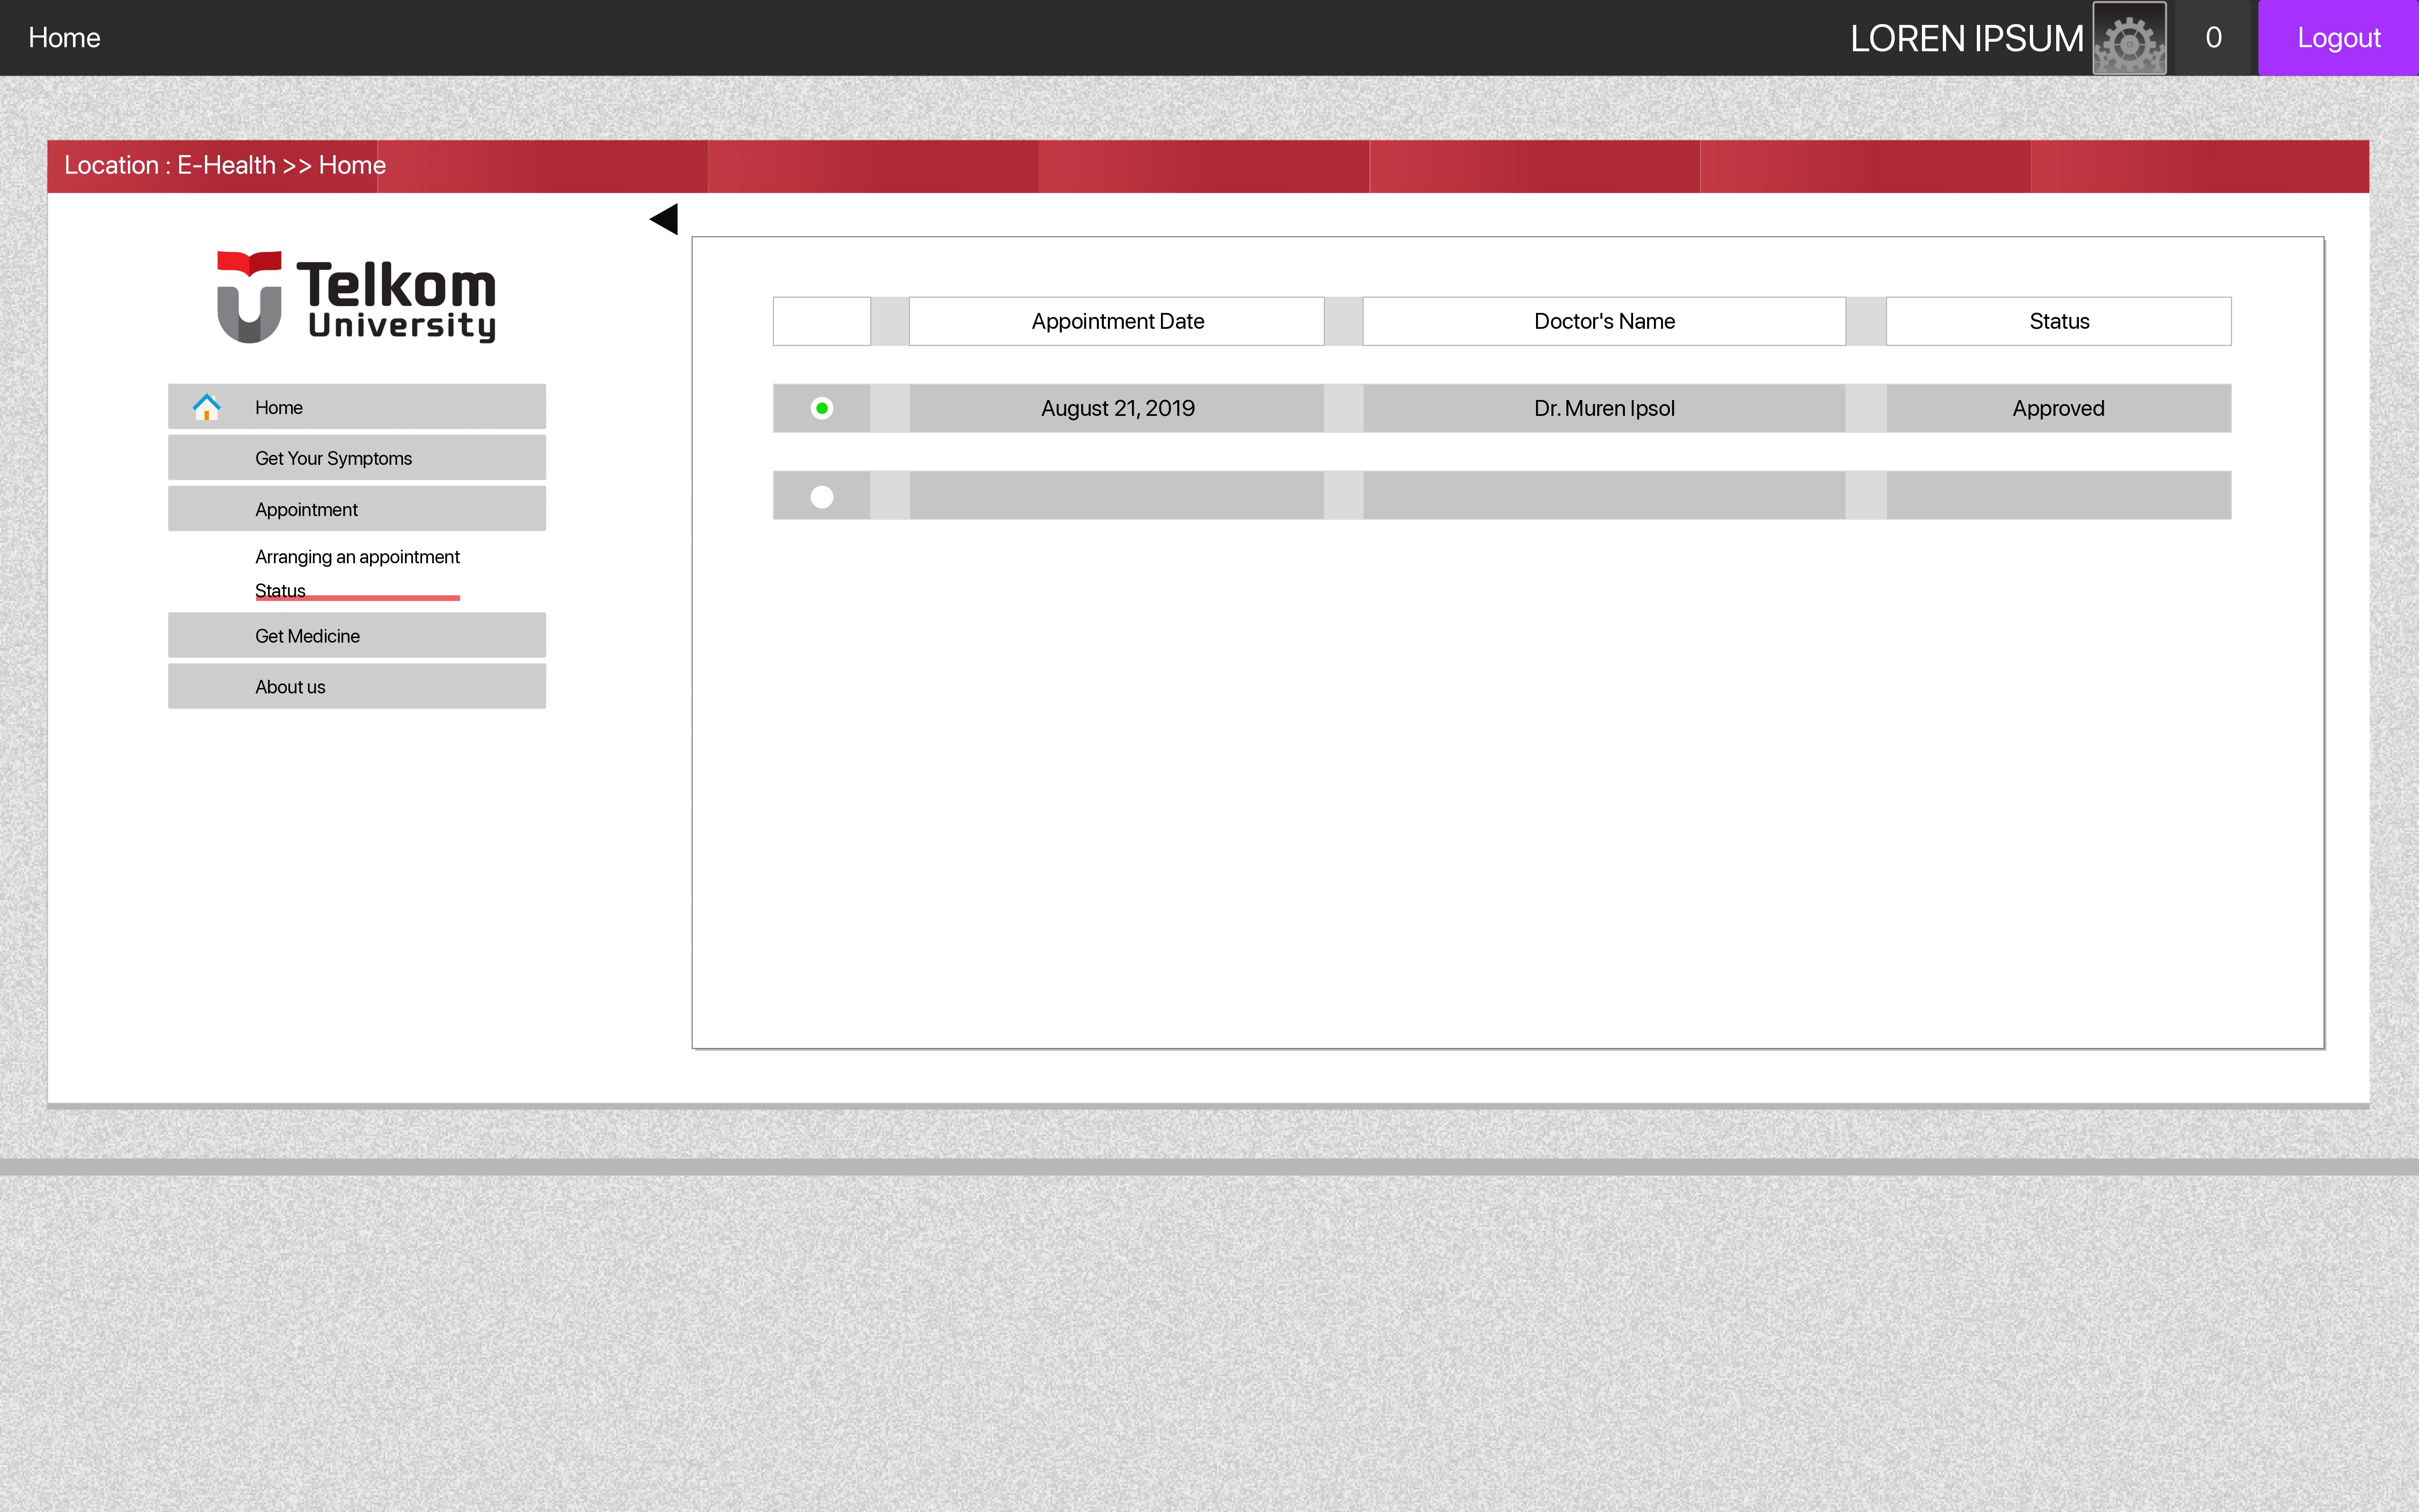 Home
LOREN IPSUM
0
Logout
Location : E-Health >> Home
Telkom
University
Home
Get Your Symptoms
Appointment
Arranging an appointment
Status
Get Medicine
About us
Appointment Date Doctor's Name Status
August 21, 2019 Dr. Muren Ipsol Approved